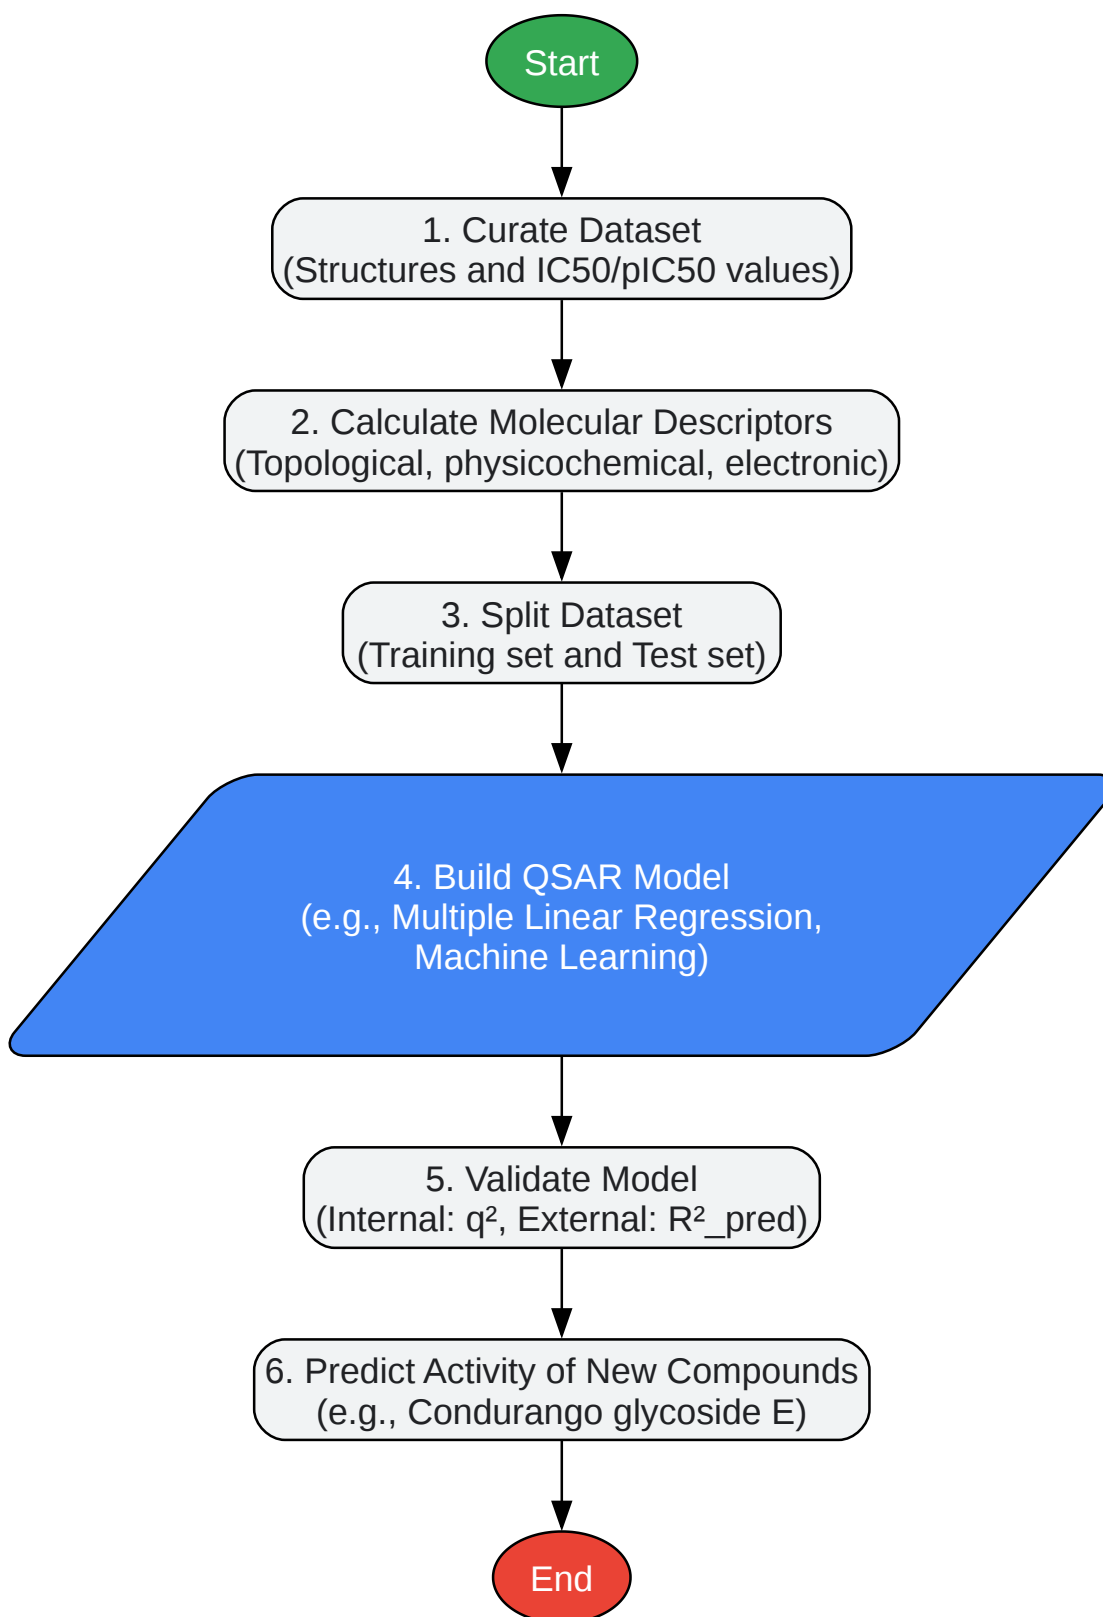 Start
1. Curate Dataset
(Structures and IC50/pIC50 values)
2. Calculate Molecular Descriptors
(Topological, physicochemical, electronic)
3. Split Dataset
(Training set and Test set)
4. Build QSAR Model
(e.g., Multiple Linear Regression,
Machine Learning)
5. Validate Model
(Internal: q², External: R²_pred)
6. Predict Activity of New Compounds
(e.g., Condurango glycoside E)
End